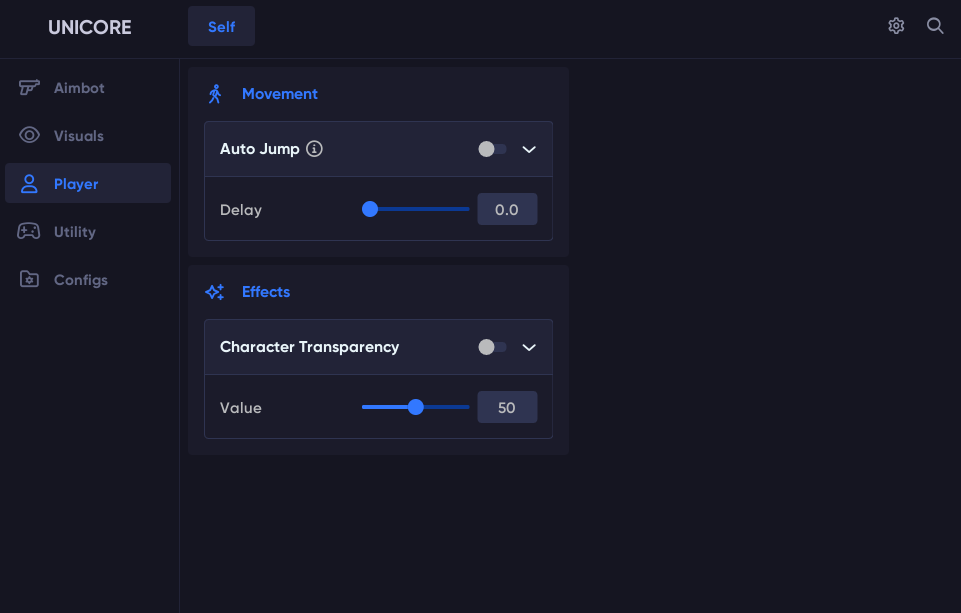 UNICORE
Self
Aimbot
Visuals
Player
Utility
Configs
Movement
Auto Jump
Delay
0.0
Effects
Character Transparency
Value
50